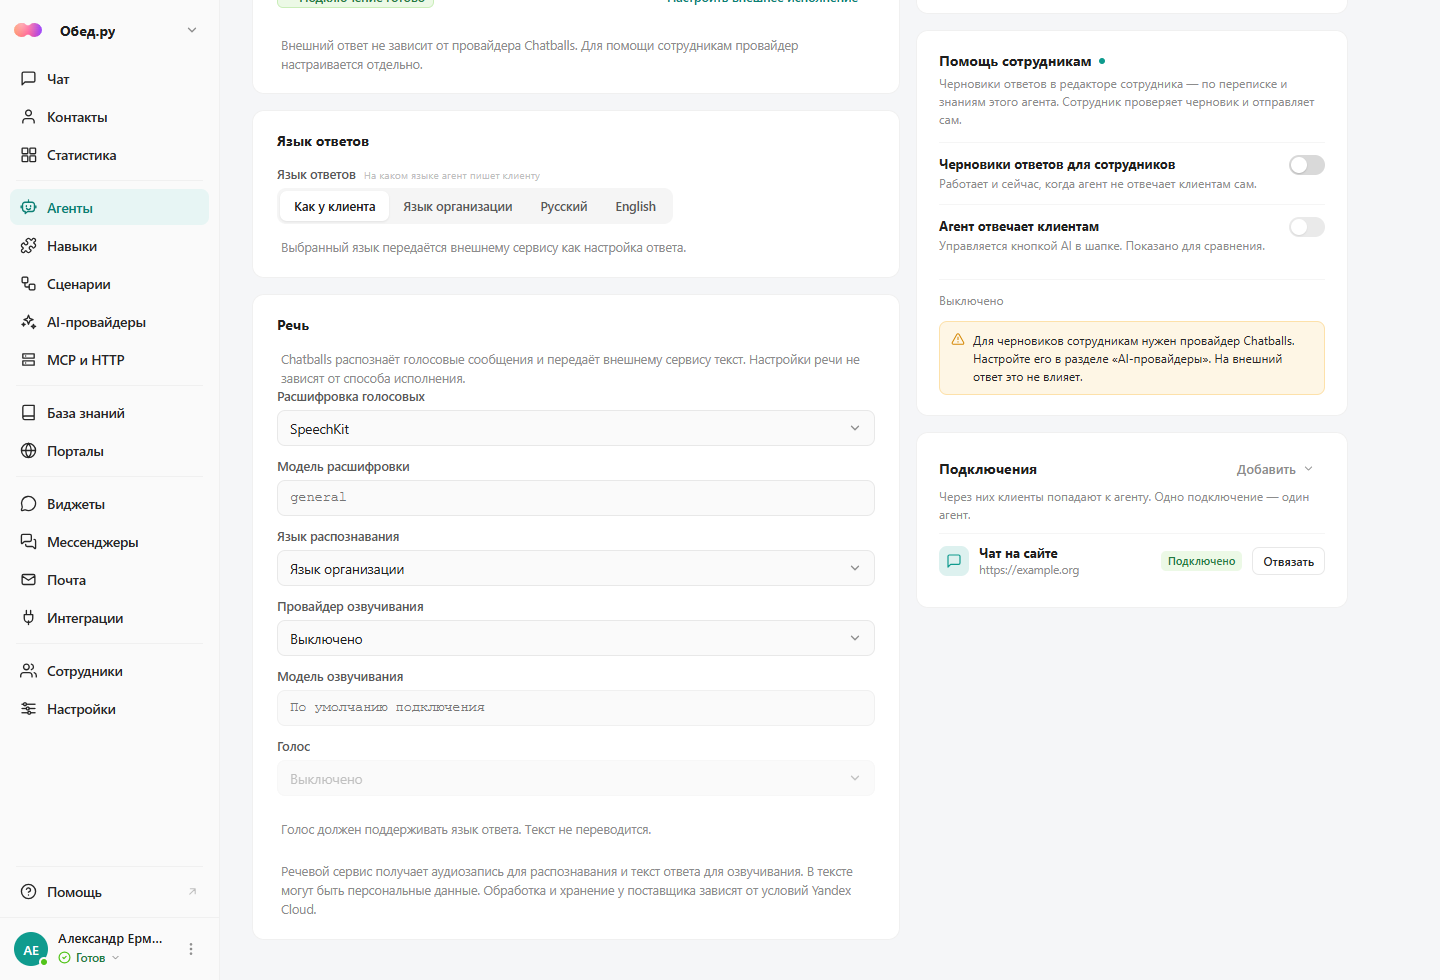 Обед.ру
Чат
Контакты
Статистика
Агенты
Навыки
Сценарии
AI-провайдеры
MCP и HTTP
База знаний
Порталы
Виджеты
Мессенджеры
Почта
Интеграции
Сотрудники
Настройки
Помощь
AE
Александр Ерм...
Готов
Внешний ответ не зависит от провайдера Chatballs. Для помощи сотрудникам провайдер
настраивается отдельно.
Язык ответов
Язык ответов На каком языке агент пишет клиенту
Как у клиента Язык организации Русский English
Выбранный язык передаётся внешнему сервису как настройка ответа.
Речь
Chatballs распознаёт голосовые сообщения и передаёт внешнему сервису текст. Настройки речи не
зависят от способа исполнения.
Расшифровка голосовых
SpeechKit
Модель расшифровки
general
Язык распознавания
Язык организации
Провайдер озвучивания
Выключено
Модель озвучивания
По умолчанию подключения
Голос
Выключено
Голос должен поддерживать язык ответа. Текст не переводится.
Речевой сервис получает аудиозапись для распознавания и текст ответа для озвучивания. В тексте
могут быть персональные данные. Обработка и хранение у поставщика зависят от условий Yandex
Cloud.
Помощь сотрудникам
Черновики ответов в редакторе сотрудника — по переписке и
знаниям этого агента. Сотрудник проверяет черновик и отправляет
сам.
Черновики ответов для сотрудников
Работает и сейчас, когда агент не отвечает клиентам сам.
Агент отвечает клиентам
Управляется кнопкой AI в шапке. Показано для сравнения.
Выключено
Для черновиков сотрудникам нужен провайдер Chatballs.
Настройте его в разделе «AI-провайдеры». На внешний
ответ это не влияет.
Подключения
Добавить
Через них клиенты попадают к агенту. Одно подключение — один
агент.
Чат на сайте
https://example.org
Подключено
Отвязать